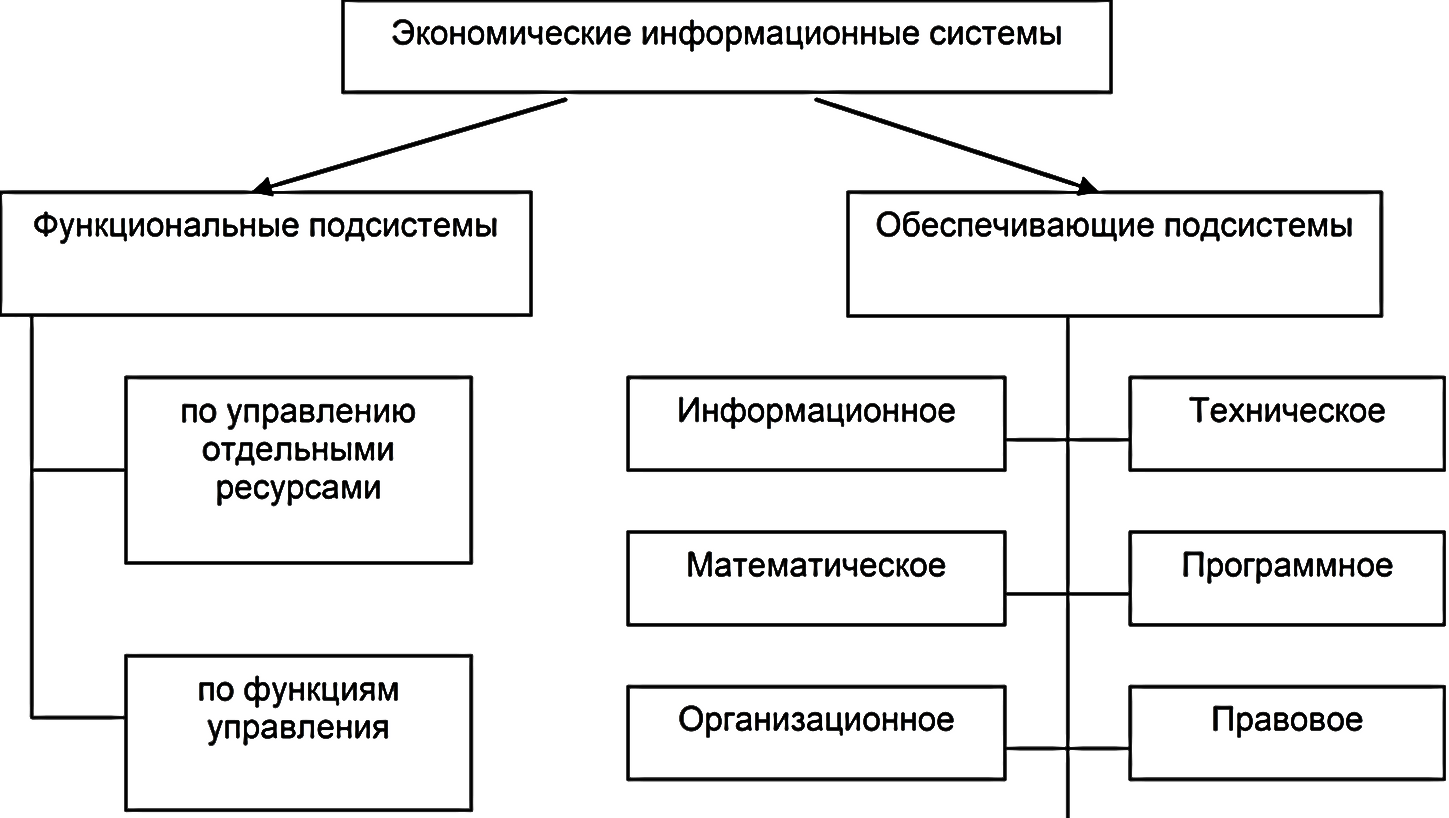 Экономические информационные системы
Функциональные подсистемы
Обеспечивающие подсистемы
по управлению
отдельными
ресурсами
по функциям
управления
Информационное
Техническое
Математическое
Программное
Организационное
Правовое